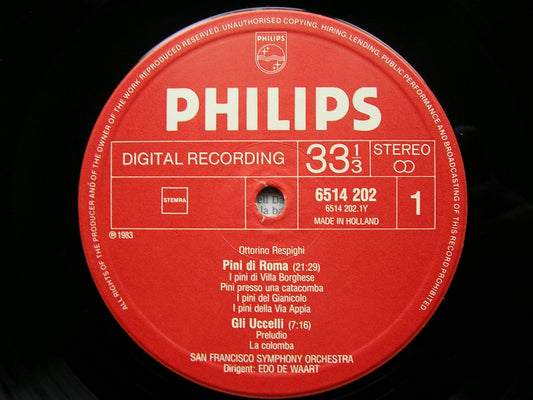 ALL RIGHTS OF THE PRODUCER AND OF THE OWNER OF THE WORK REPRODUCED RESERVED. UNAUTHORISED COPYING, HIRING, LENDING, PUBLIC PERFORMANCE AND BROADCASTING OF THIS RECORD PROHIBITED.
PHILIPS
PHILIPS
DIGITAL RECORDING 33 1/3 STEREO
STEMRA
6514 202
6514 202.1Y
MADE IN HOLLAND
1
℗ 1983
Ottorino Respighi
Pini di Roma (21:29)
I pini di Villa Borghese
Pini presso una catacomba
I pini del Gianicolo
I pini della Via Appia
Gli Uccelli (7:16)
Preludio
La colomba
SAN FRANCISCO SYMPHONY ORCHESTRA
Dirigent: EDO DE WAART